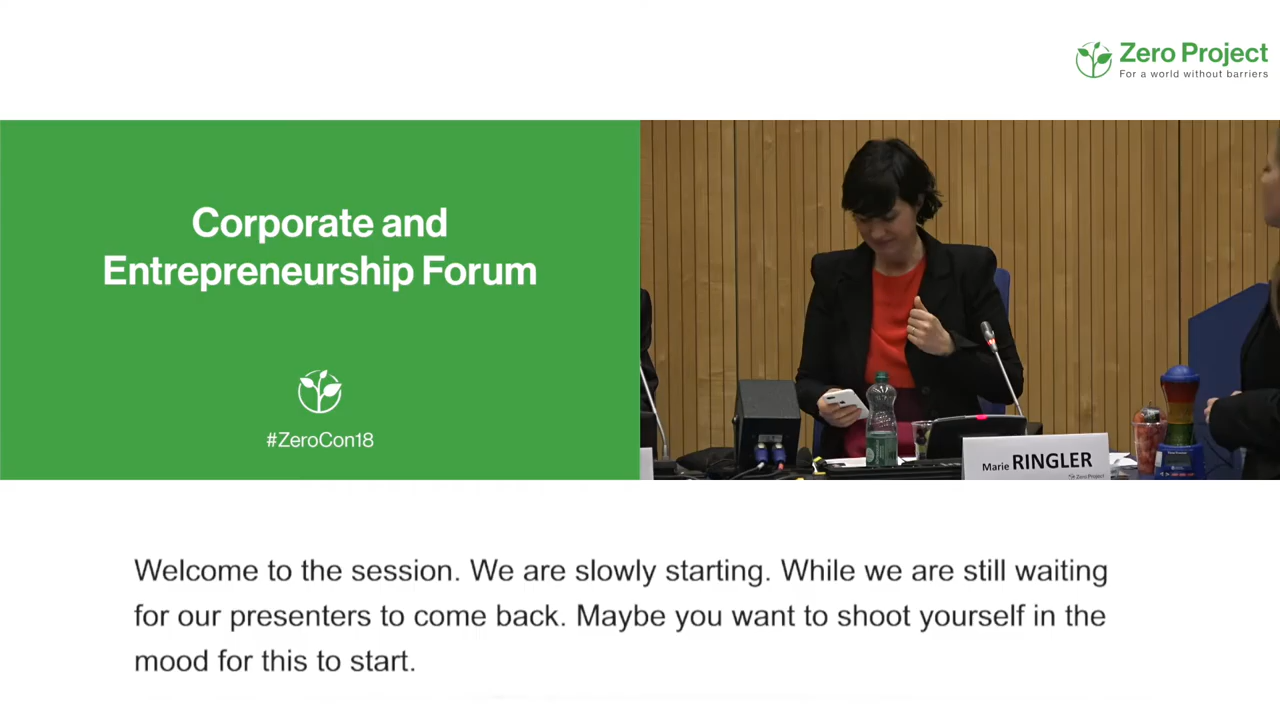 Zero Project
For a world without barriers
Corporate and
Entrepreneurship Forum
#ZeroCon18
Marie RINGLER
Zero Project
Welcome to the session. We are slowly starting. While we are still waiting
for our presenters to come back. Maybe you want to shoot yourself in the
mood for this to start.